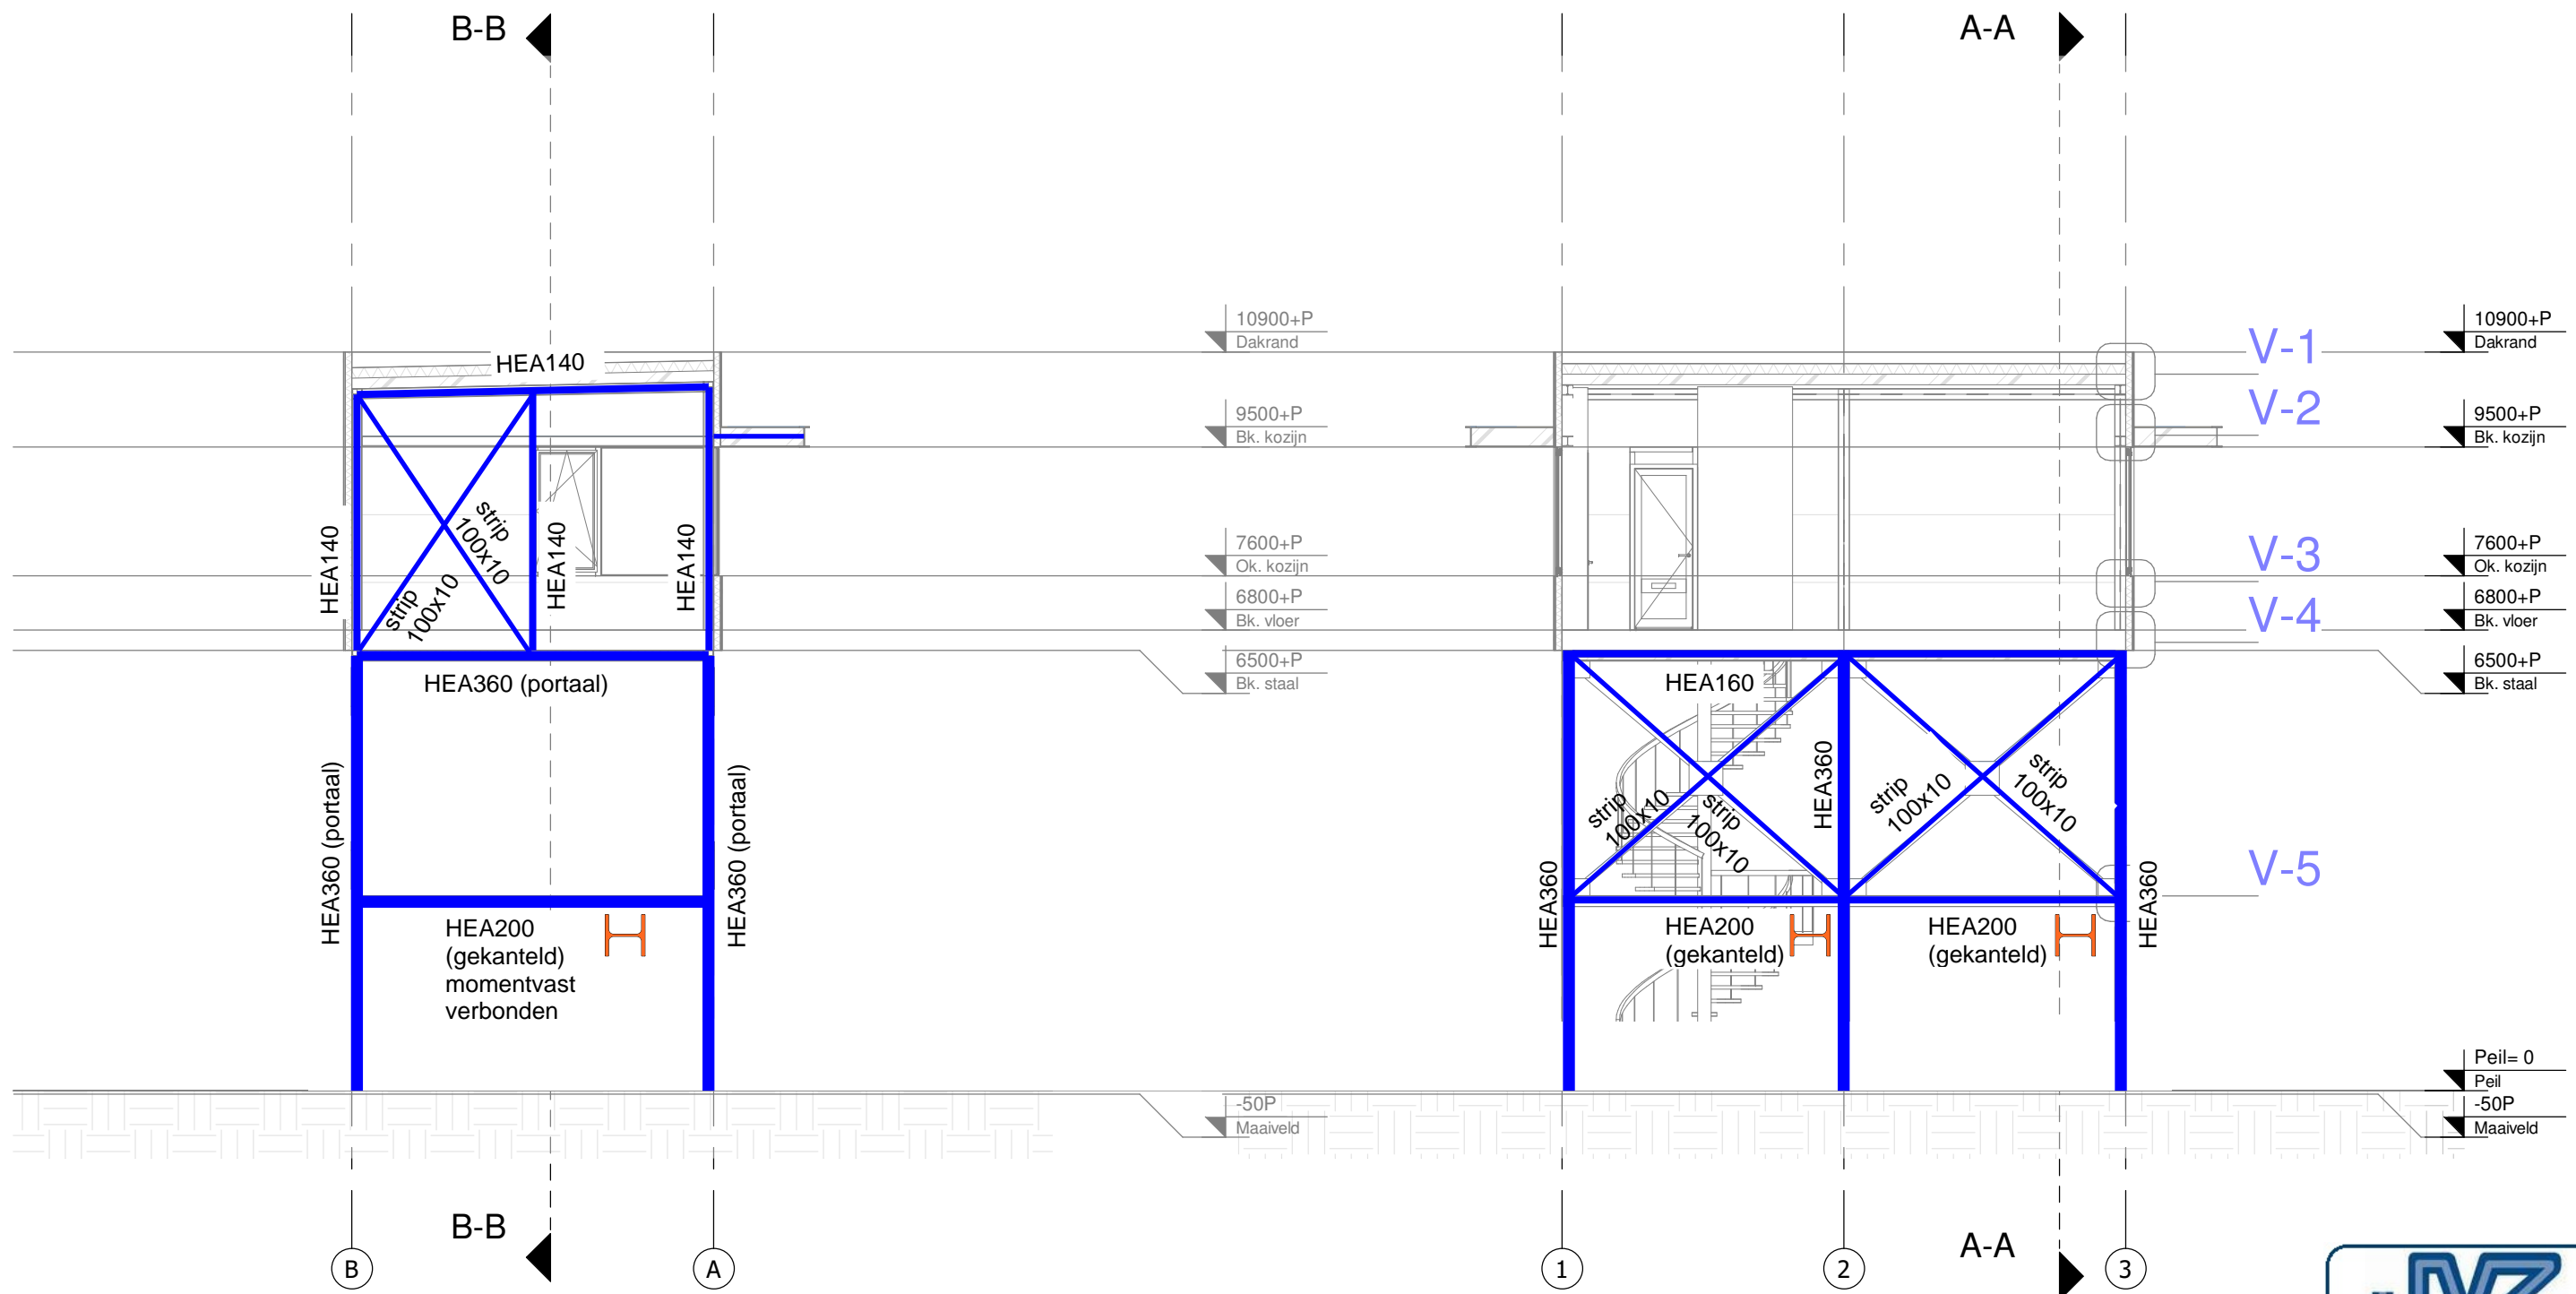 B-B
A-A
10900+P
Dakrand
10900+P
Dakrand
V-1
HEA140
V-2
9500+P
Bk. kozijn
9500+P
Bk. kozijn
HEA140
strip
100x10
strip
100x10
HEA140
HEA140
7600+P
Ok. kozijn
V-3
7600+P
Ok. kozijn
6800+P
Bk. vloer
V-4
6800+P
Bk. vloer
6500+P
Bk. staal
6500+P
Bk. staal
HEA360 (portaal)
HEA160
HEA360 (portaal)
HEA360 (portaal)
strip
100x10
strip
100x10
HEA360
strip
100x10
strip
100x10
HEA360
HEA360
V-5
HEA200
(gekanteld)
momentvast
verbonden
HEA200
(gekanteld)
HEA200
(gekanteld)
Peil= 0
Peil
-50P
Maaiveld
-50P
Maaiveld
B-B
A-A
B
A
1
2
3